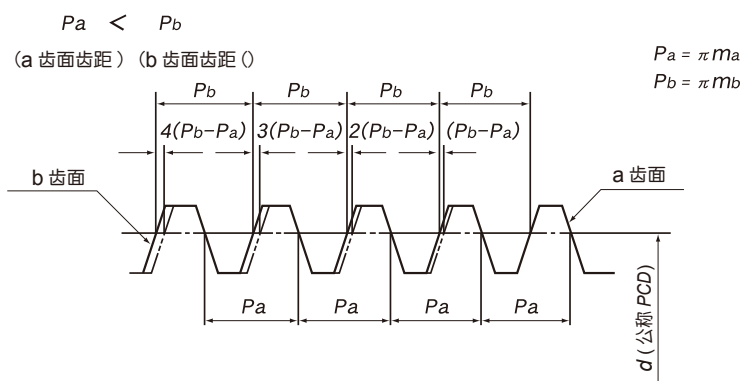 Pa < Pb
(a 齿面齿距) (b 齿面齿距()
Pa = πma
Pb = πmb
Pb Pb Pb Pb
4(Pb−Pa) 3(Pb−Pa) 2(Pb−Pa) (Pb−Pa)
b 齿面
a 齿面
Pa Pa Pa Pa
d (公称 PCD)